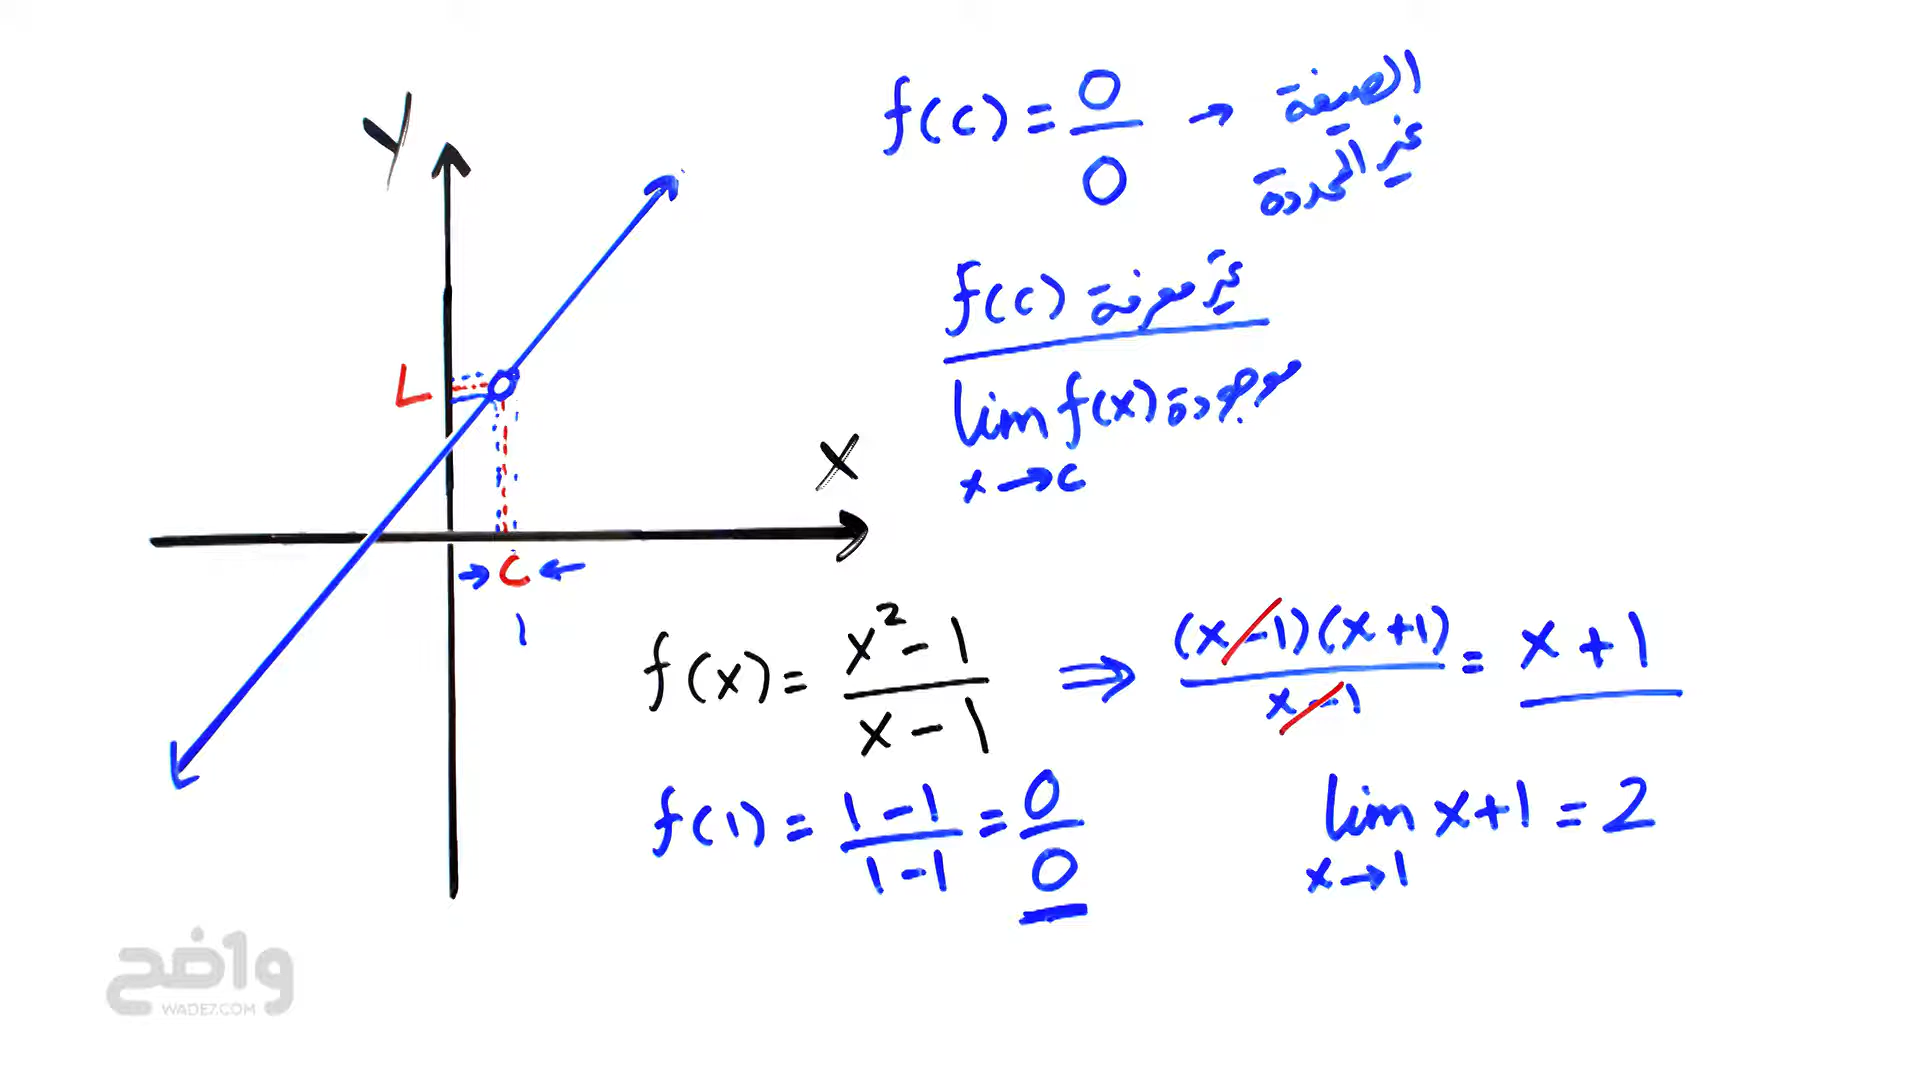 f(c) = 0/0 → الصيغة
غير المحددة
f(c) غير معرفة
lim f(x) موجودة
x→c
Y
L
X
→ c ←
1
f(x) = x² - 1 / x - 1 ⇒ (x-1)(x+1) / x-1 = x + 1
f(1) = 1-1 / 1-1 = 0/0
lim x+1 = 2
x→1
واضح
WADE7.COM